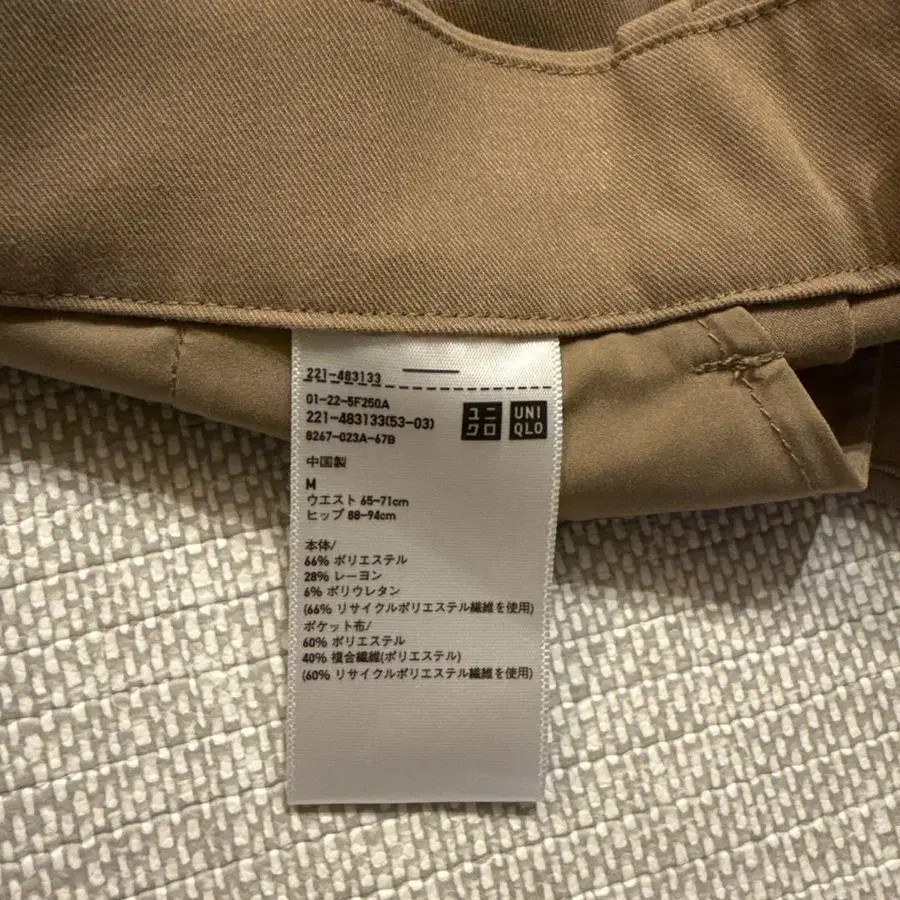 221-483133
01-22-5F250A
221-483133(53-03)
8267-023A-67B
ユニクロ
UNIQLO
中国製
M
ウエスト 65-71cm
ヒップ 88-94cm
本体/
66% ポリエステル
28% レーヨン
6% ポリウレタン
(66% リサイクルポリエステル繊維を使用)
ポケット布/
60% ポリエステル
40% 複合繊維(ポリエステル)
(60% リサイクルポリエステル繊維を使用)